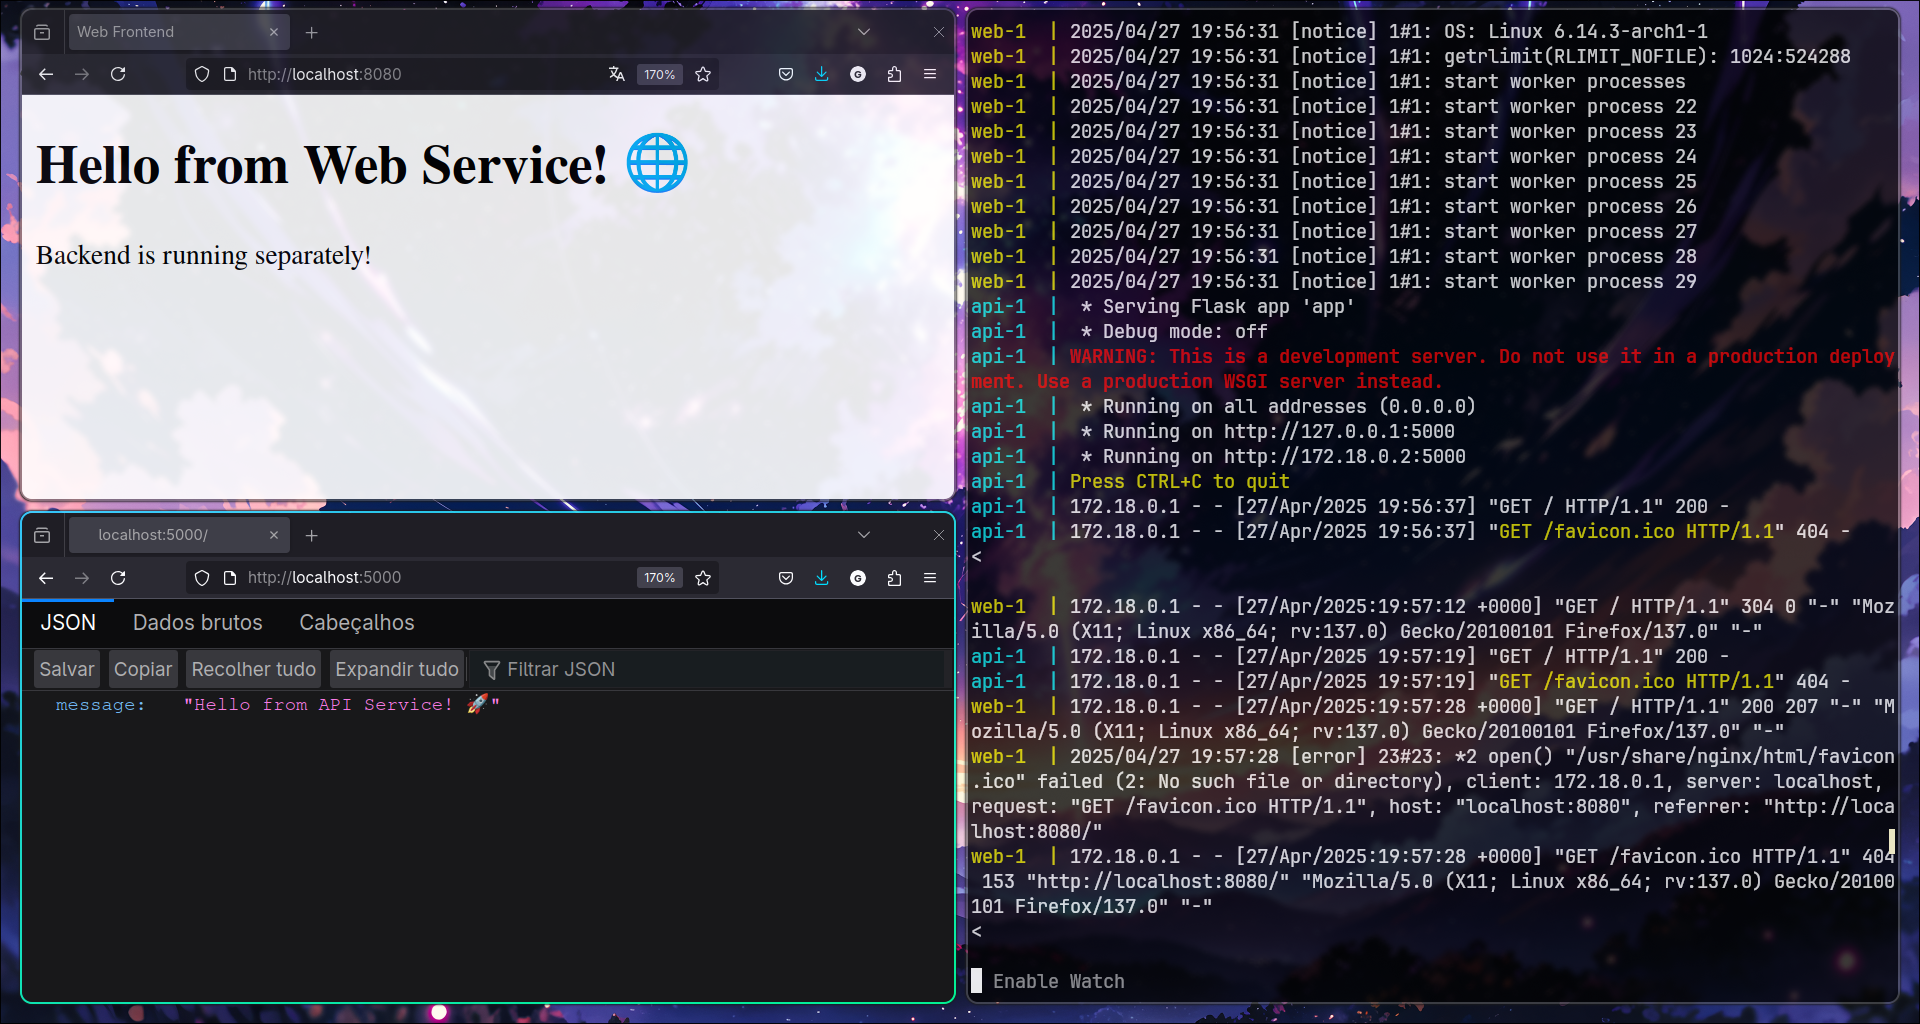 Web Frontend
http://localhost:8080
170%
G
Hello from Web Service! 🌐
Backend is running separately!
localhost:5000/
http://localhost:5000
170%
G
JSON Dados brutos Cabeçalhos
Salvar Copiar Recolher tudo Expandir tudo Filtrar JSON
message: "Hello from API Service! 🚀"
web-1 | 2025/04/27 19:56:31 [notice] 1#1: OS: Linux 6.14.3-arch1-1
web-1 | 2025/04/27 19:56:31 [notice] 1#1: getrlimit(RLIMIT_NOFILE): 1024:524288
web-1 | 2025/04/27 19:56:31 [notice] 1#1: start worker processes
web-1 | 2025/04/27 19:56:31 [notice] 1#1: start worker process 22
web-1 | 2025/04/27 19:56:31 [notice] 1#1: start worker process 23
web-1 | 2025/04/27 19:56:31 [notice] 1#1: start worker process 24
web-1 | 2025/04/27 19:56:31 [notice] 1#1: start worker process 25
web-1 | 2025/04/27 19:56:31 [notice] 1#1: start worker process 26
web-1 | 2025/04/27 19:56:31 [notice] 1#1: start worker process 27
web-1 | 2025/04/27 19:56:31 [notice] 1#1: start worker process 28
web-1 | 2025/04/27 19:56:31 [notice] 1#1: start worker process 29
api-1 | * Serving Flask app 'app'
api-1 | * Debug mode: off
api-1 | WARNING: This is a development server. Do not use it in a production deploy
ment. Use a production WSGI server instead.
api-1 | * Running on all addresses (0.0.0.0)
api-1 | * Running on http://127.0.0.1:5000
api-1 | * Running on http://172.18.0.2:5000
api-1 | Press CTRL+C to quit
api-1 | 172.18.0.1 - - [27/Apr/2025 19:56:37] "GET / HTTP/1.1" 200 -
api-1 | 172.18.0.1 - - [27/Apr/2025 19:56:37] "GET /favicon.ico HTTP/1.1" 404 -
<
web-1 | 172.18.0.1 - - [27/Apr/2025:19:57:12 +0000] "GET / HTTP/1.1" 304 0 "-" "Moz
illa/5.0 (X11; Linux x86_64; rv:137.0) Gecko/20100101 Firefox/137.0" "-"
api-1 | 172.18.0.1 - - [27/Apr/2025 19:57:19] "GET / HTTP/1.1" 200 -
api-1 | 172.18.0.1 - - [27/Apr/2025 19:57:19] "GET /favicon.ico HTTP/1.1" 404 -
web-1 | 172.18.0.1 - - [27/Apr/2025:19:57:28 +0000] "GET / HTTP/1.1" 200 207 "-" "M
ozilla/5.0 (X11; Linux x86_64; rv:137.0) Gecko/20100101 Firefox/137.0" "-"
web-1 | 2025/04/27 19:57:28 [error] 23#23: *2 open() "/usr/share/nginx/html/favicon
.ico" failed (2: No such file or directory), client: 172.18.0.1, server: localhost,
request: "GET /favicon.ico HTTP/1.1", host: "localhost:8080", referrer: "http://loca
lhost:8080/"
web-1 | 172.18.0.1 - - [27/Apr/2025:19:57:28 +0000] "GET /favicon.ico HTTP/1.1" 404
153 "http://localhost:8080/" "Mozilla/5.0 (X11; Linux x86_64; rv:137.0) Gecko/20100
101 Firefox/137.0" "-"
<
Enable Watch